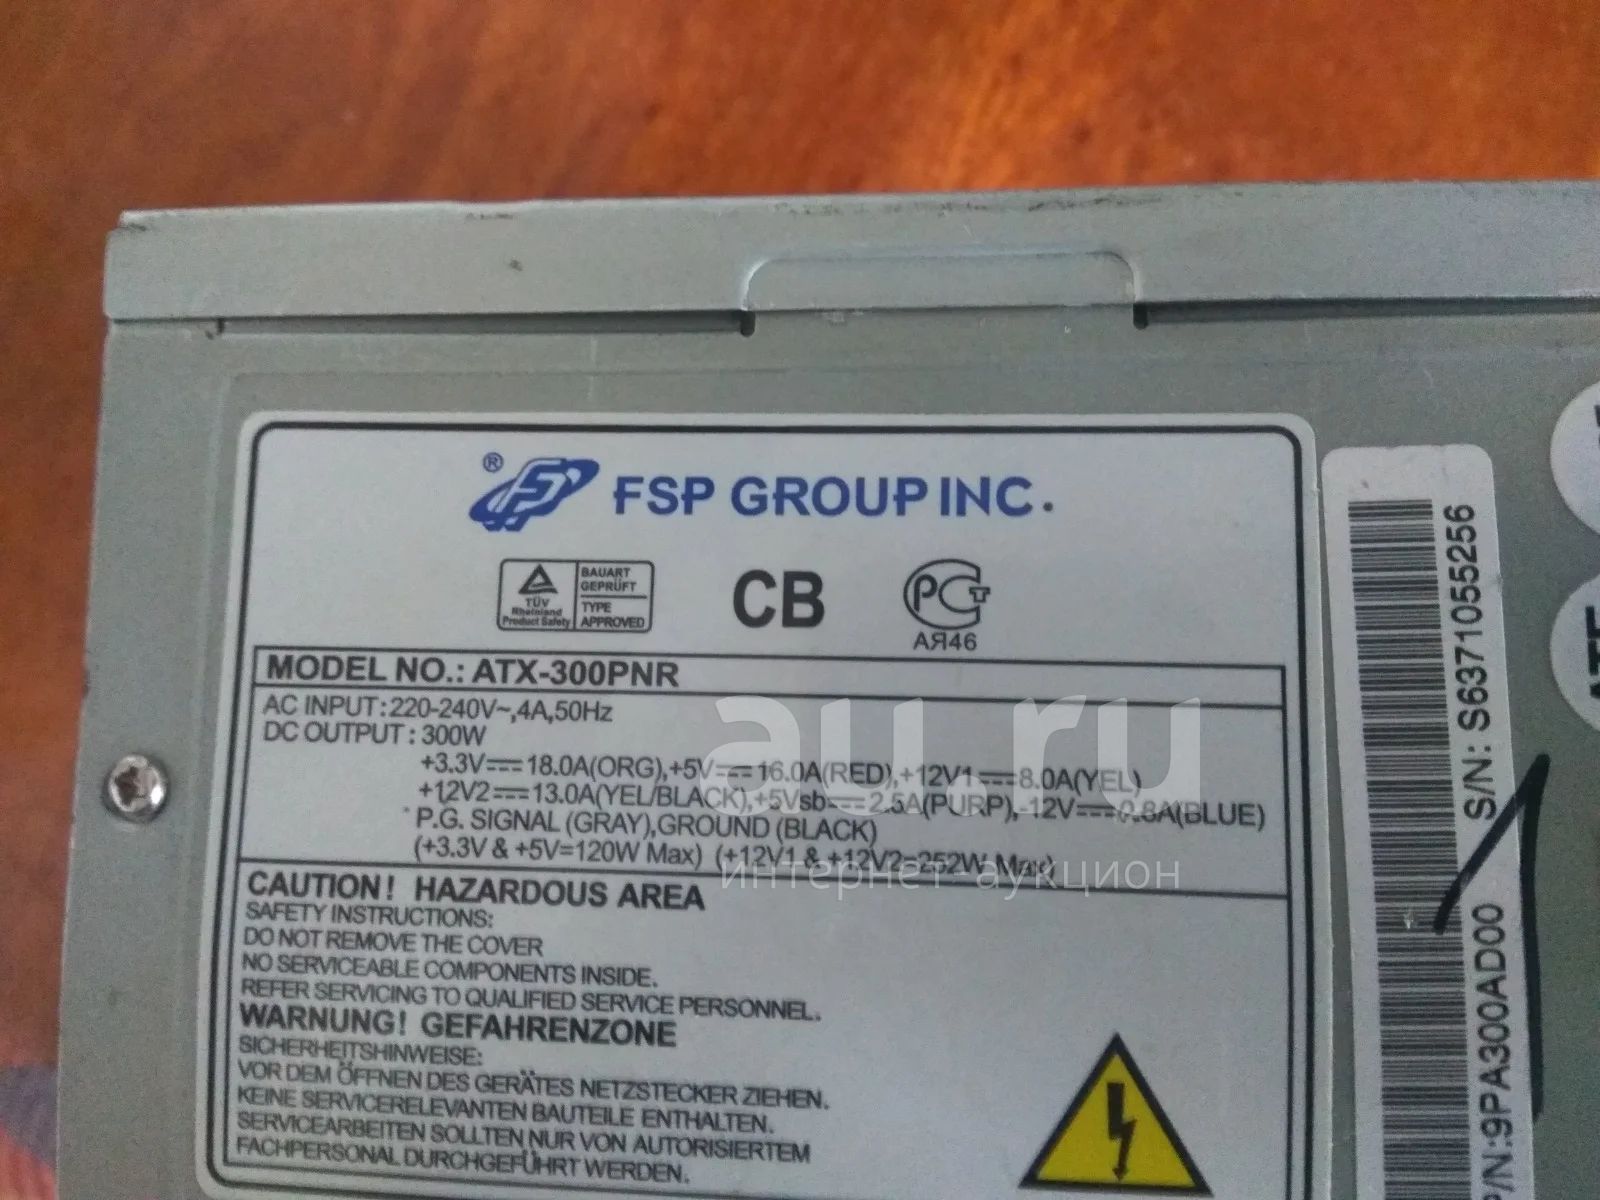 ® FSP GROUP INC.
TÜV
Rheinland
Product Safety
BAUART
GEPRÜFT
TYPE
APPROVED
CB
РСТ
АЯ46
MODEL NO.: ATX-300PNR
AC INPUT:220-240V~,4A,50Hz
DC OUTPUT: 300W
+3.3V⎓18.0A(ORG),+5V⎓16.0A(RED),+12V1⎓8.0A(YEL)
+12V2⎓13.0A(YEL/BLACK),+5Vsb⎓2.5A(PURP),-12V⎓0.8A(BLUE)
P.G. SIGNAL (GRAY),GROUND (BLACK)
(+3.3V & +5V=120W Max) (+12V1 & +12V2=252W Max)
CAUTION! HAZARDOUS AREA
SAFETY INSTRUCTIONS:
DO NOT REMOVE THE COVER
NO SERVICEABLE COMPONENTS INSIDE.
REFER SERVICING TO QUALIFIED SERVICE PERSONNEL.
WARNUNG! GEFAHRENZONE
SICHERHEITSHINWEISE:
VOR DEM ÖFFNEN DES GERÄTES NETZSTECKER ZIEHEN.
KEINE SERVICERELEVANTEN BAUTEILE ENTHALTEN.
SERVICEARBEITEN SOLLTEN NUR VON AUTORISIERTEM
FACHPERSONAL DURCHGEFÜHRT WERDEN.
S/N: S6371055256
/N:9PA300AD00
au.ru
интернет аукцион